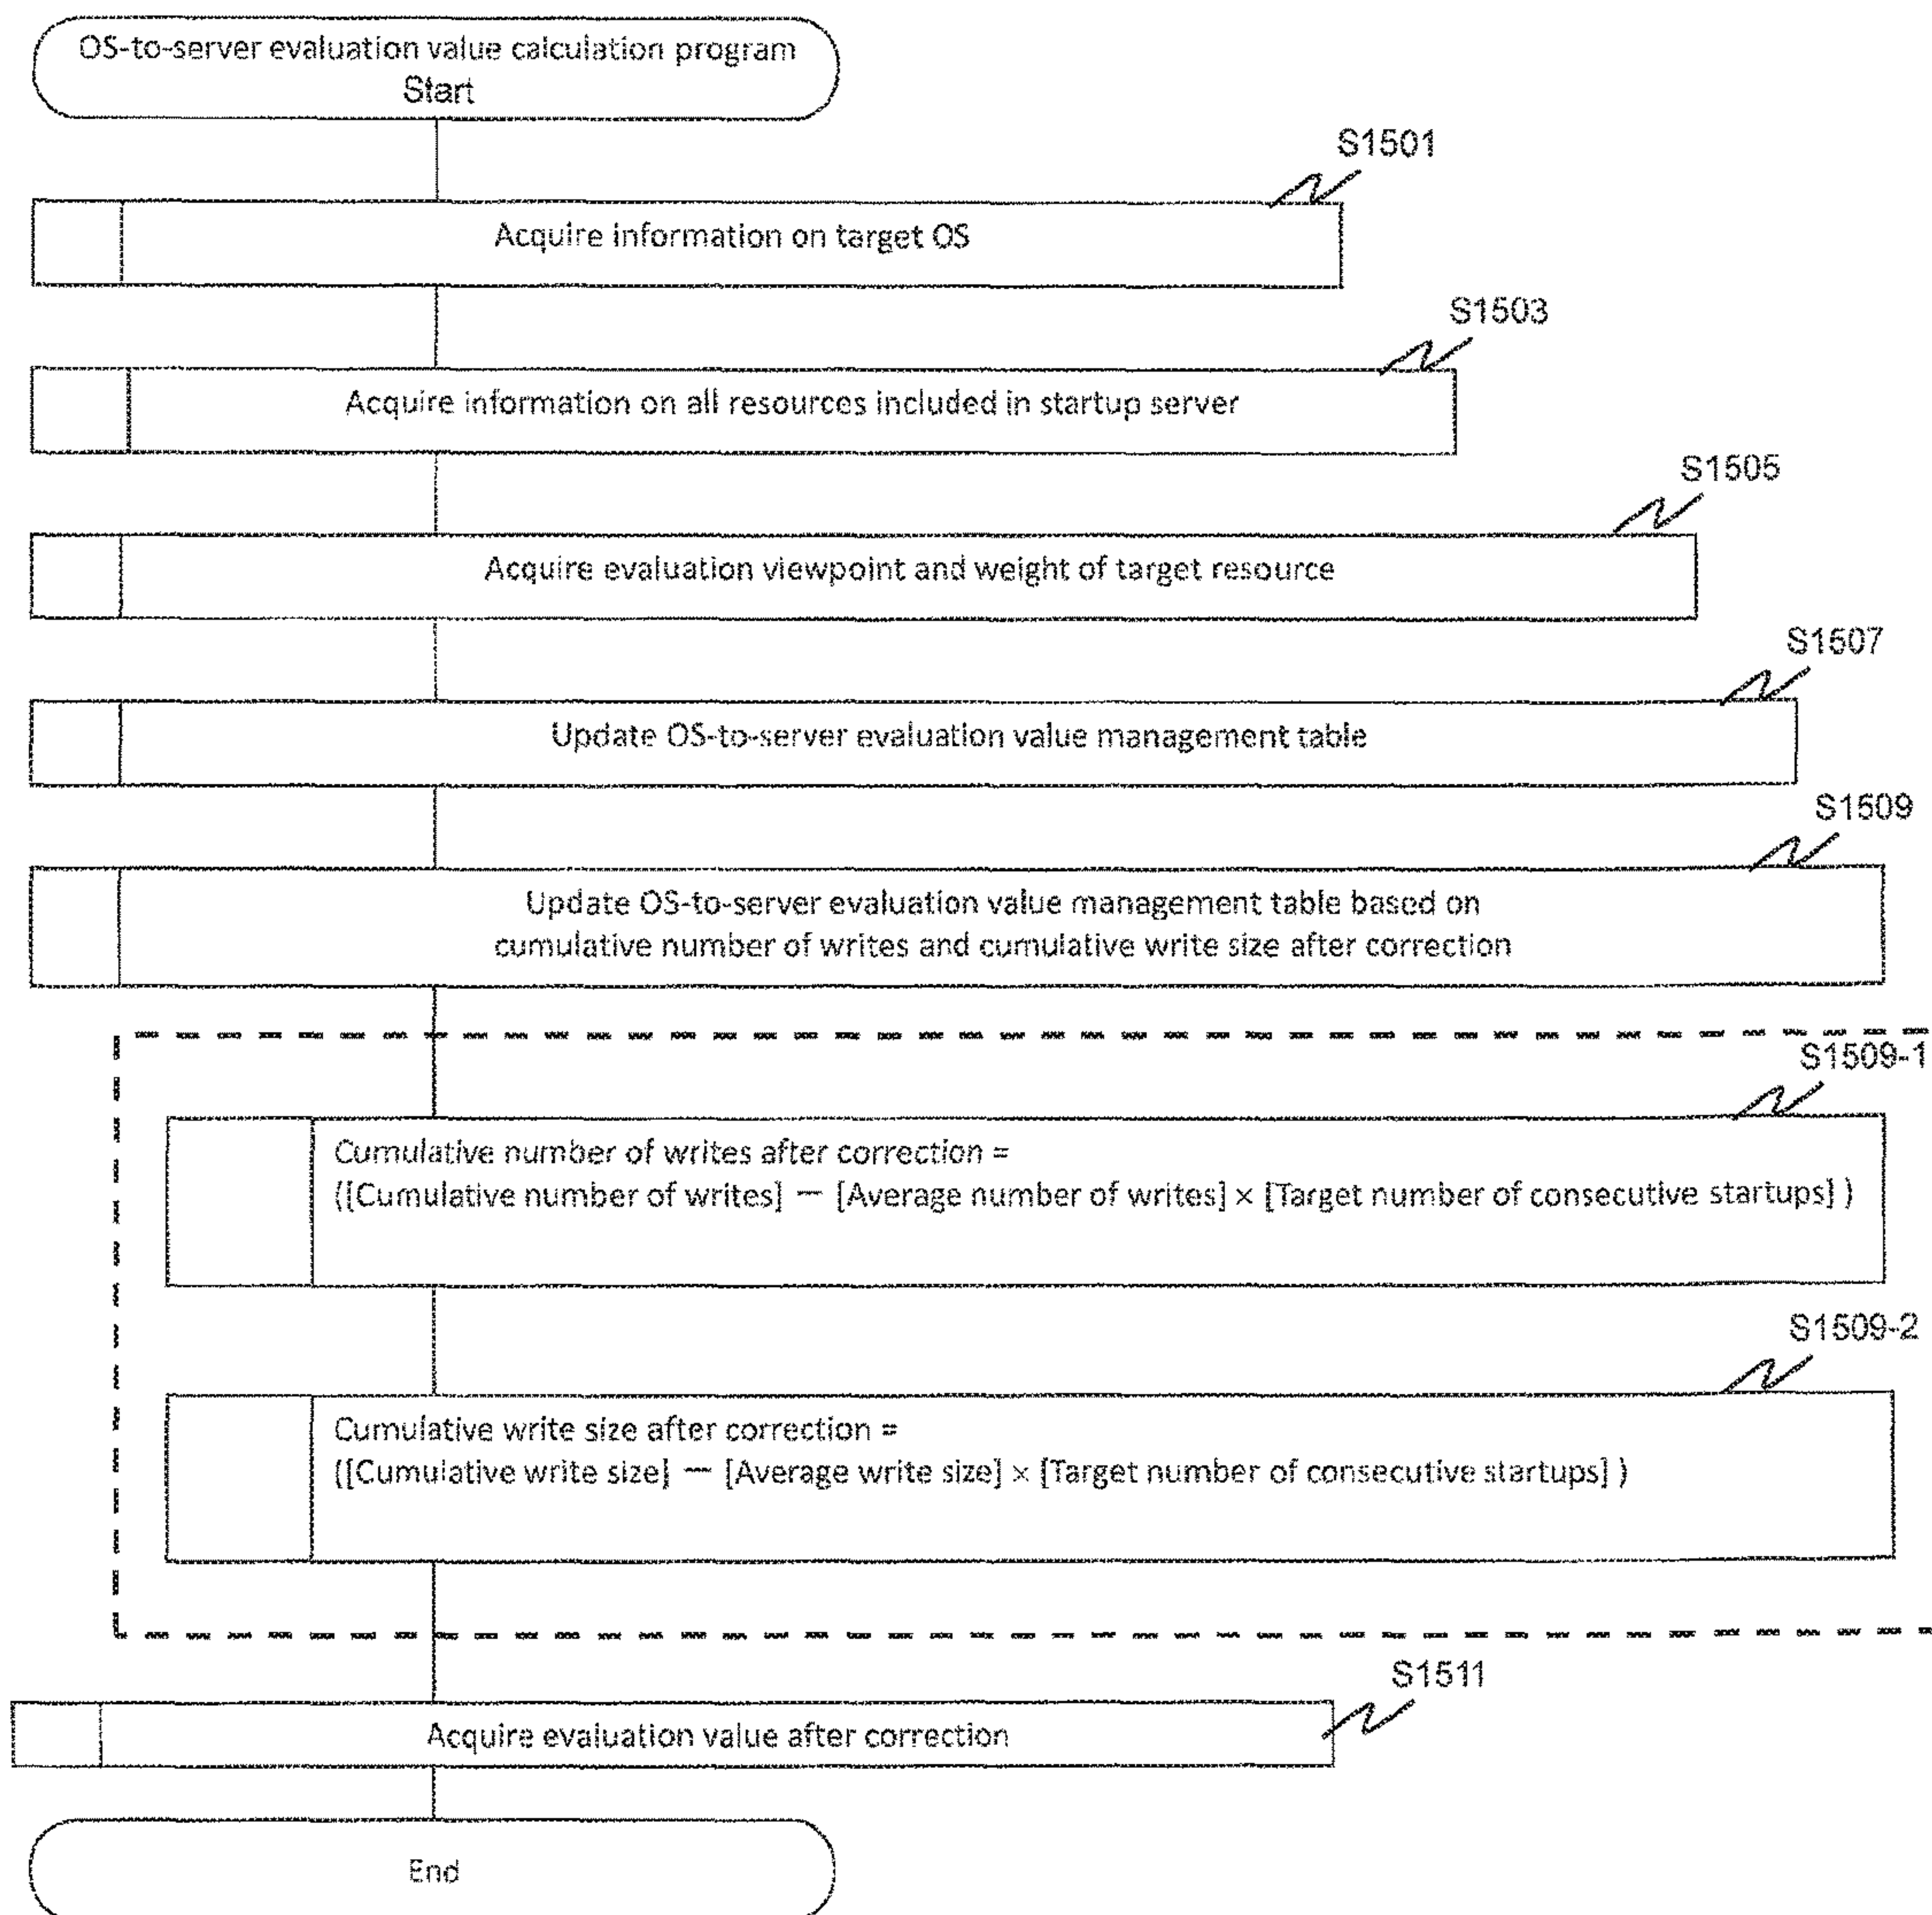 OS-to-server evaluation value calculation program
Start
S1501
Acquire information on target OS
S1503
Acquire information on all resources included in startup server
S1505
Acquire evaluation viewpoint and weight of target resource
S1507
Update OS-to-server evaluation value management table
S1509
Update OS-to-server evaluation value management table based on
cumulative number of writes and cumulative write size after correction
S1509-1
Cumulative number of writes after correction =
([Cumulative number of writes] − [Average number of writes] × [Target number of consecutive startups] )
S1509-2
Cumulative write size after correction =
([Cumulative write size] − [Average write size] × [Target number of consecutive startups] )
S1511
Acquire evaluation value after correction
End